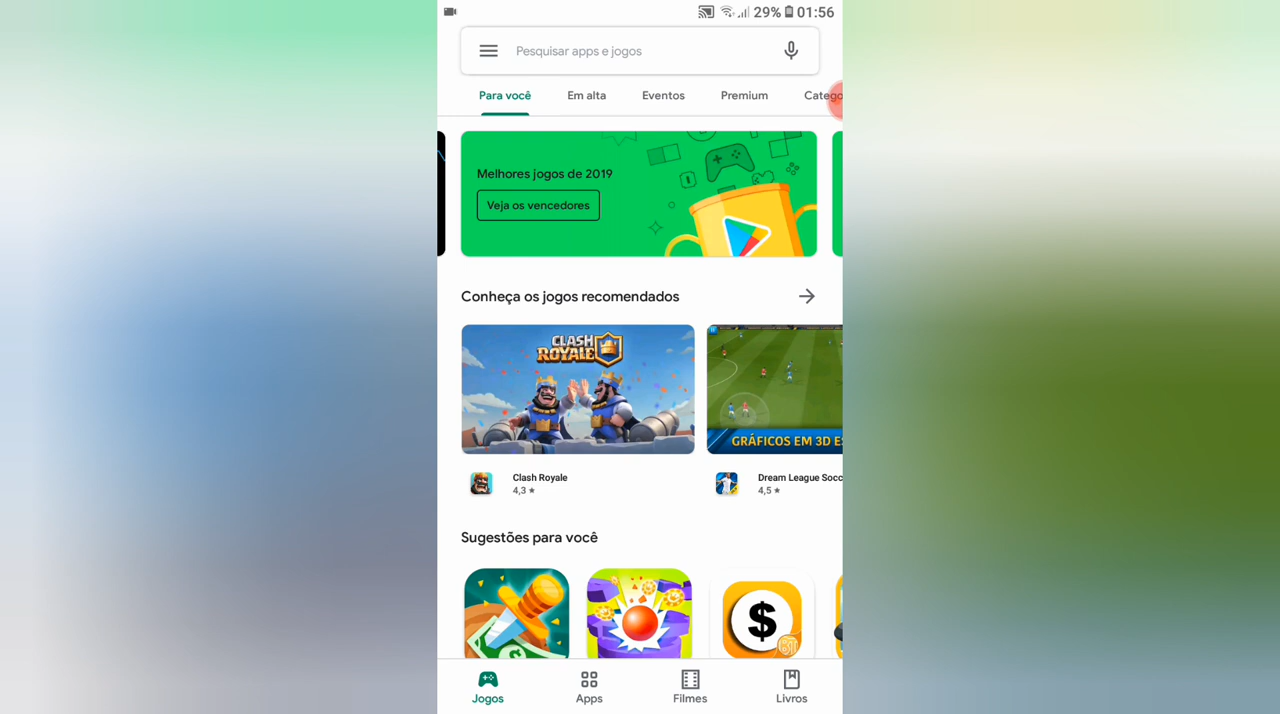 29% 01:56
Pesquisar apps e jogos
Para você Em alta Eventos Premium Catego
Melhores jogos de 2019
Veja os vencedores
Conheça os jogos recomendados
CLASH
ROYALE
GRÁFICOS EM 3D ES
Clash Royale
4,3 ★
Dream League Socc
4,5 ★
Sugestões para você
$
$
Jogos Apps Filmes Livros